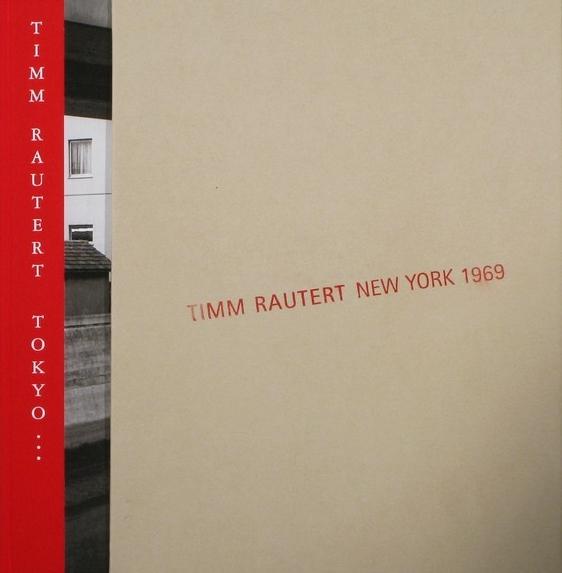 TIMM RAUTERT TOKYO...
TIMM RAUTERT NEW YORK 1969